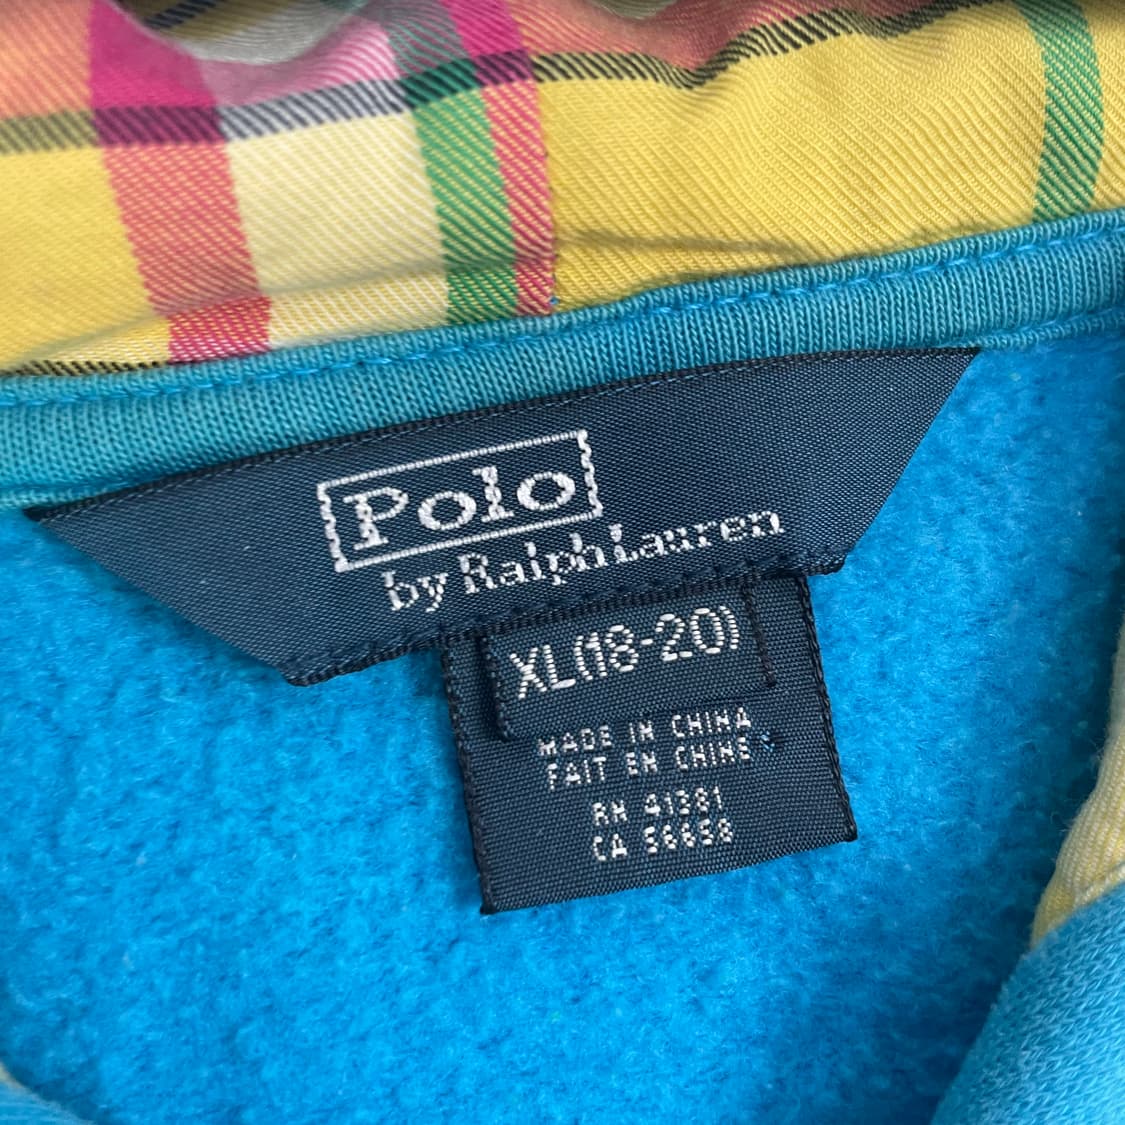 Polo
by Ralph Lauren
XL(18-20)
MADE IN CHINA
FAIT EN CHINE
RN 41381
CA 56658